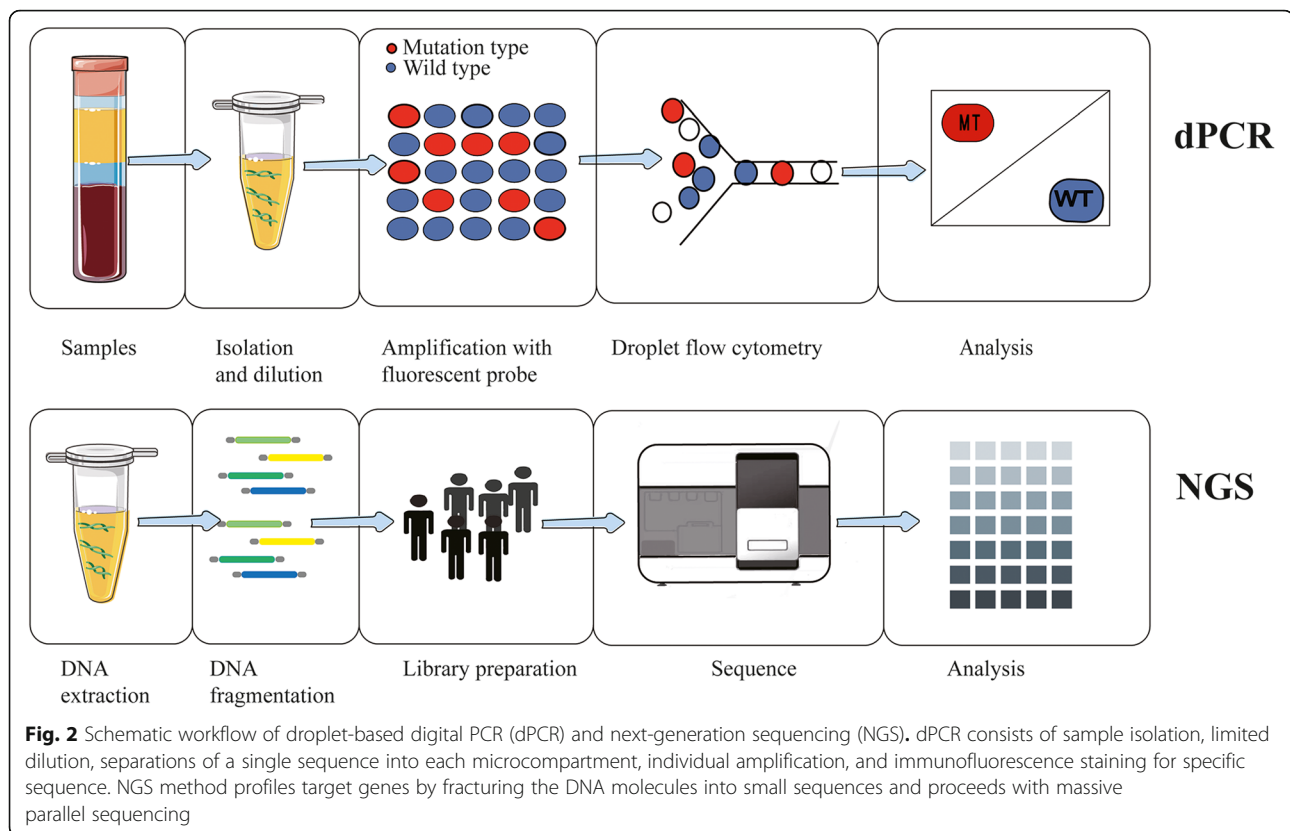 Mutation type
Wild type
MT
WT
dPCR
Samples
Isolation
and dilution
Amplification with
fluorescent probe
Droplet flow cytometry
Analysis
NGS
DNA
extraction
DNA
fragmentation
Library preparation
Sequence
Analysis
Fig. 2 Schematic workflow of droplet-based digital PCR (dPCR) and next-generation sequencing (NGS). dPCR consists of sample isolation, limited
dilution, separations of a single sequence into each microcompartment, individual amplification, and immunofluorescence staining for specific
sequence. NGS method profiles target genes by fracturing the DNA molecules into small sequences and proceeds with massive
parallel sequencing